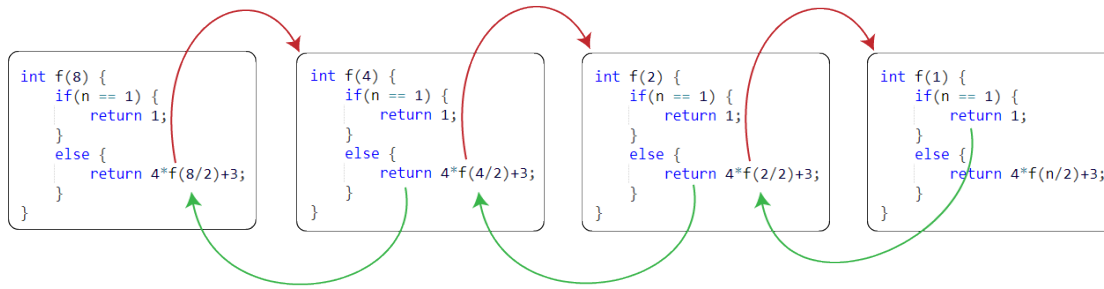 int f(8) {
if(n == 1) {
return 1;
}
else {
return 4*f(8/2)+3;
}
}
int f(4) {
if(n == 1) {
return 1;
}
else {
return 4*f(4/2)+3;
}
}
int f(2) {
if(n == 1) {
return 1;
}
else {
return 4*f(2/2)+3;
}
}
int f(1) {
if(n == 1) {
return 1;
}
else {
return 4*f(n/2)+3;
}
}